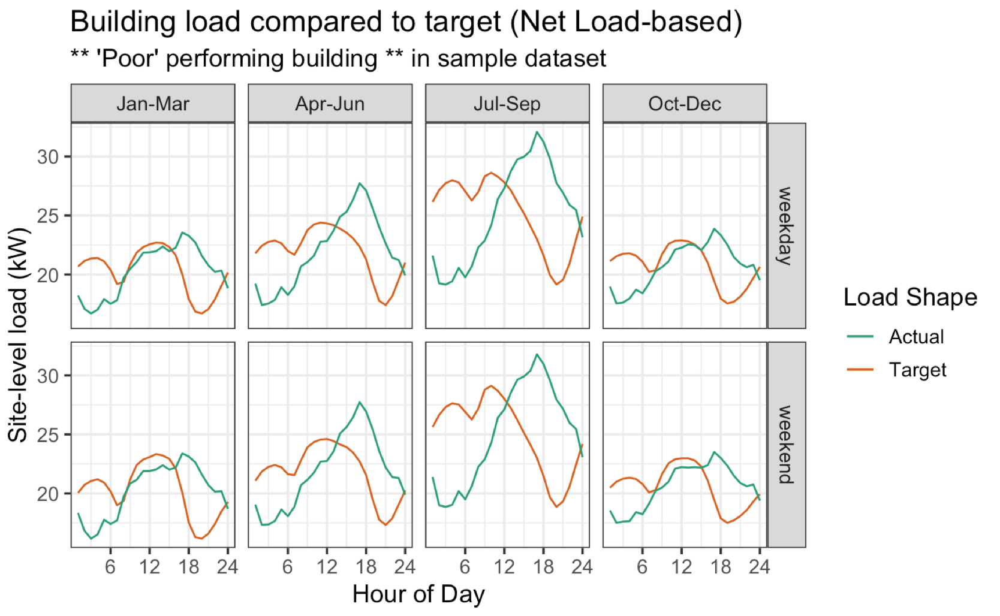 Building load compared to target (Net Load-based)
** 'Poor' performing building ** in sample dataset
Jan-Mar
Apr-Jun
Jul-Sep
Oct-Dec
30
25
20
weekday
30
25
20
weekend
Site-level load (kW)
6 12 18 24
6 12 18 24
6 12 18 24
6 12 18 24
Hour of Day
Load Shape
Actual
Target